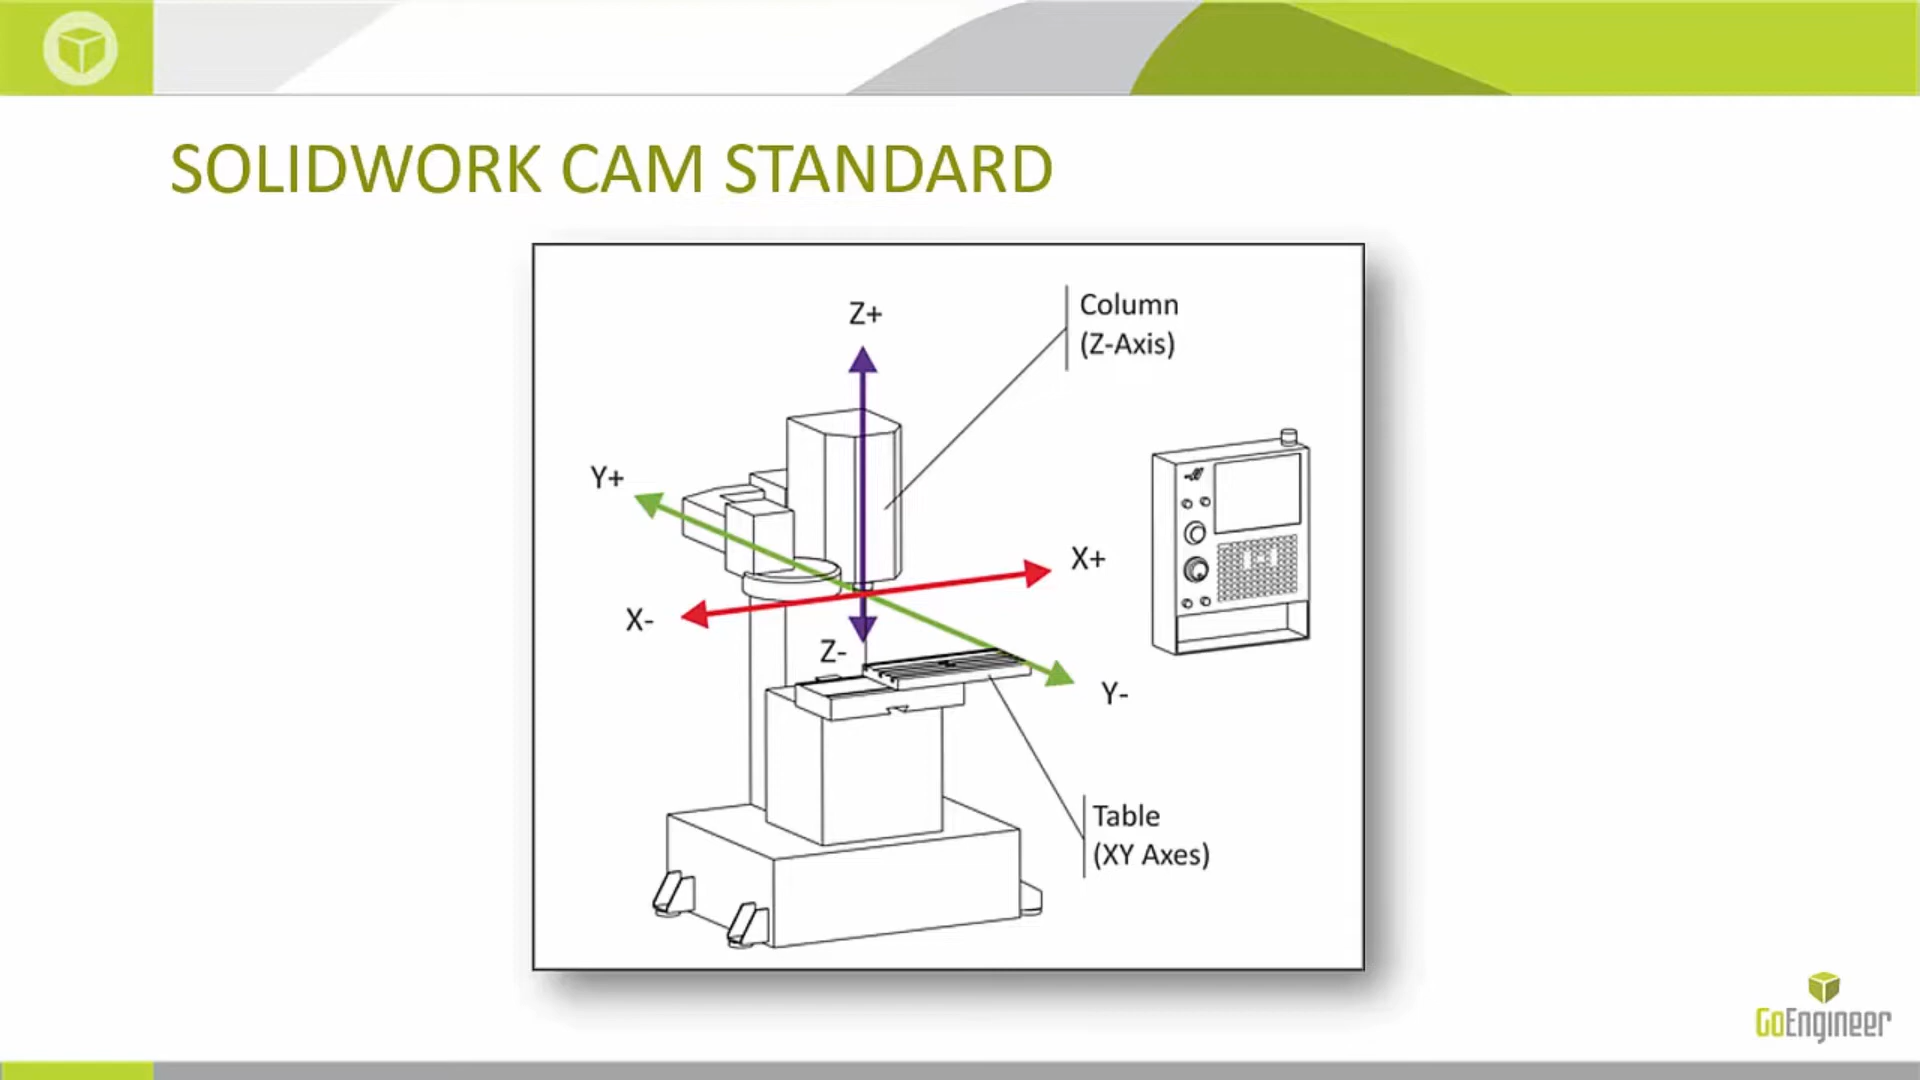 SOLIDWORK CAM STANDARD
Z+
Column
(Z-Axis)
Y+
X+
X-
Z-
Y-
Table
(XY Axes)
GoEngineer